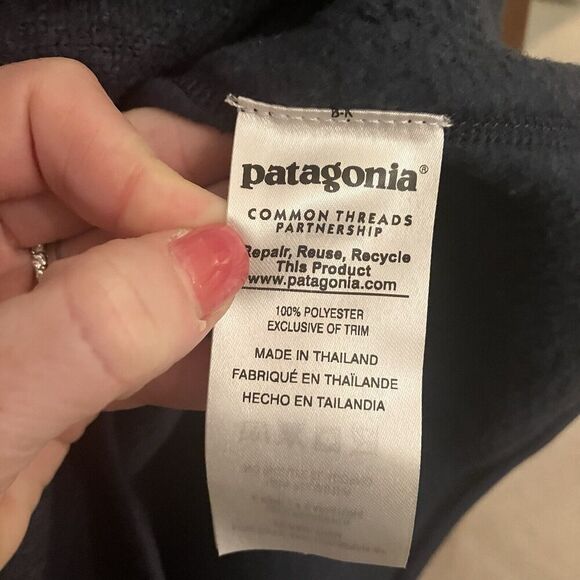 patagonia®
COMMON THREADS
PARTNERSHIP
Repair, Reuse, Recycle
This Product
www.patagonia.com
100% POLYESTER
EXCLUSIVE OF TRIM
MADE IN THAILAND
FABRIQUÉ EN THAÏLANDE
HECHO EN TAILANDIA